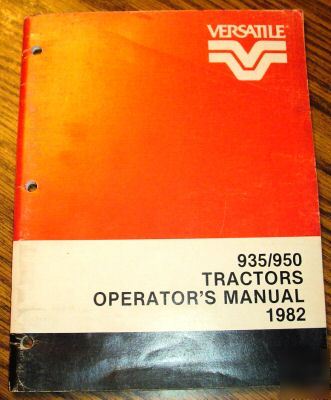 VERSATILE
935/950
TRACTORS
OPERATOR'S MANUAL
1982